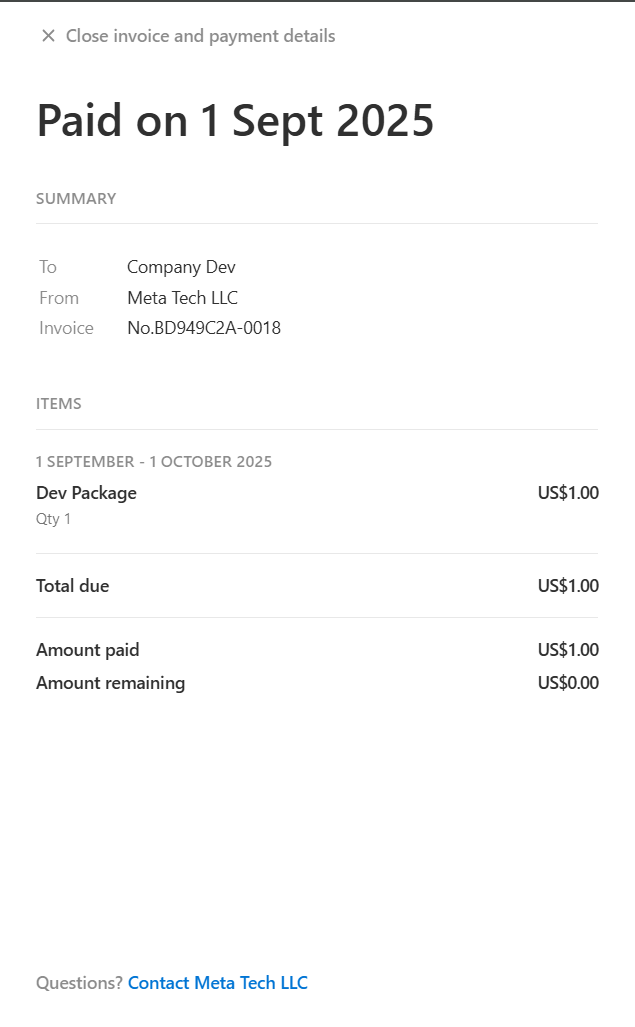 Close invoice and payment details
Paid on 1 Sept 2025
SUMMARY
To Company Dev
From Meta Tech LLC
Invoice No.BD949C2A-0018
ITEMS
1 SEPTEMBER - 1 OCTOBER 2025
Dev Package US$1.00
Qty 1
Total due US$1.00
Amount paid US$1.00
Amount remaining US$0.00
Questions? Contact Meta Tech LLC